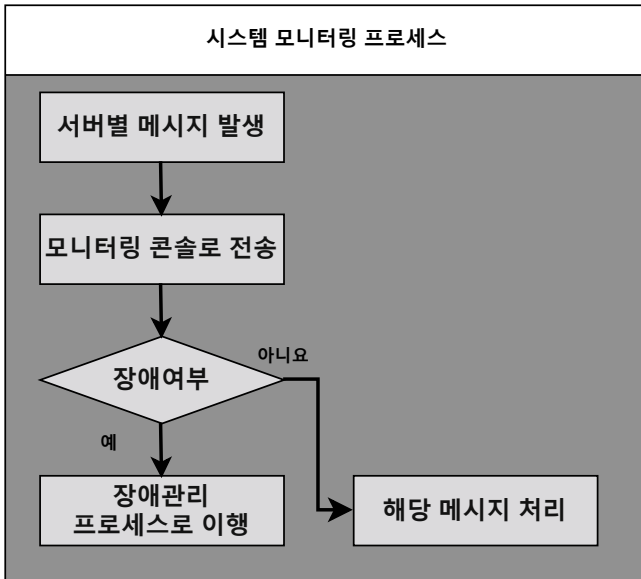 시스템 모니터링 프로세스
서버별 메시지 발생
모니터링 콘솔로 전송
장애여부
아니요
예
장애관리
프로세스로 이행
해당 메시지 처리